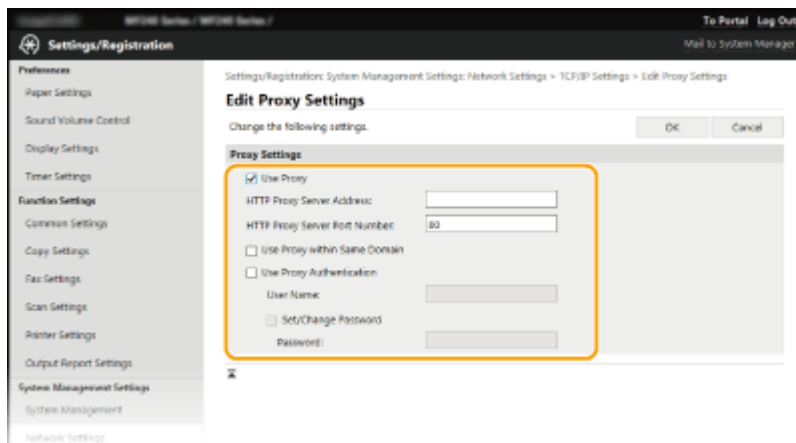 MF240 Series / MF240 Series /
To Portal Log Out
Settings/Registration
Mail to System Manager
Preferences
Paper Settings
Sound Volume Control
Display Settings
Timer Settings
Function Settings
Common Settings
Copy Settings
Fax Settings
Scan Settings
Printer Settings
Output Report Settings
System Management Settings
System Management
Network Settings
Settings/Registration: System Management Settings: Network Settings > TCP/IP Settings > Edit Proxy Settings
Edit Proxy Settings
Change the following settings.
OK
Cancel
Proxy Settings
Use Proxy
HTTP Proxy Server Address:
HTTP Proxy Server Port Number:
80
Use Proxy within Same Domain
Use Proxy Authentication
User Name:
Set/Change Password
Password: